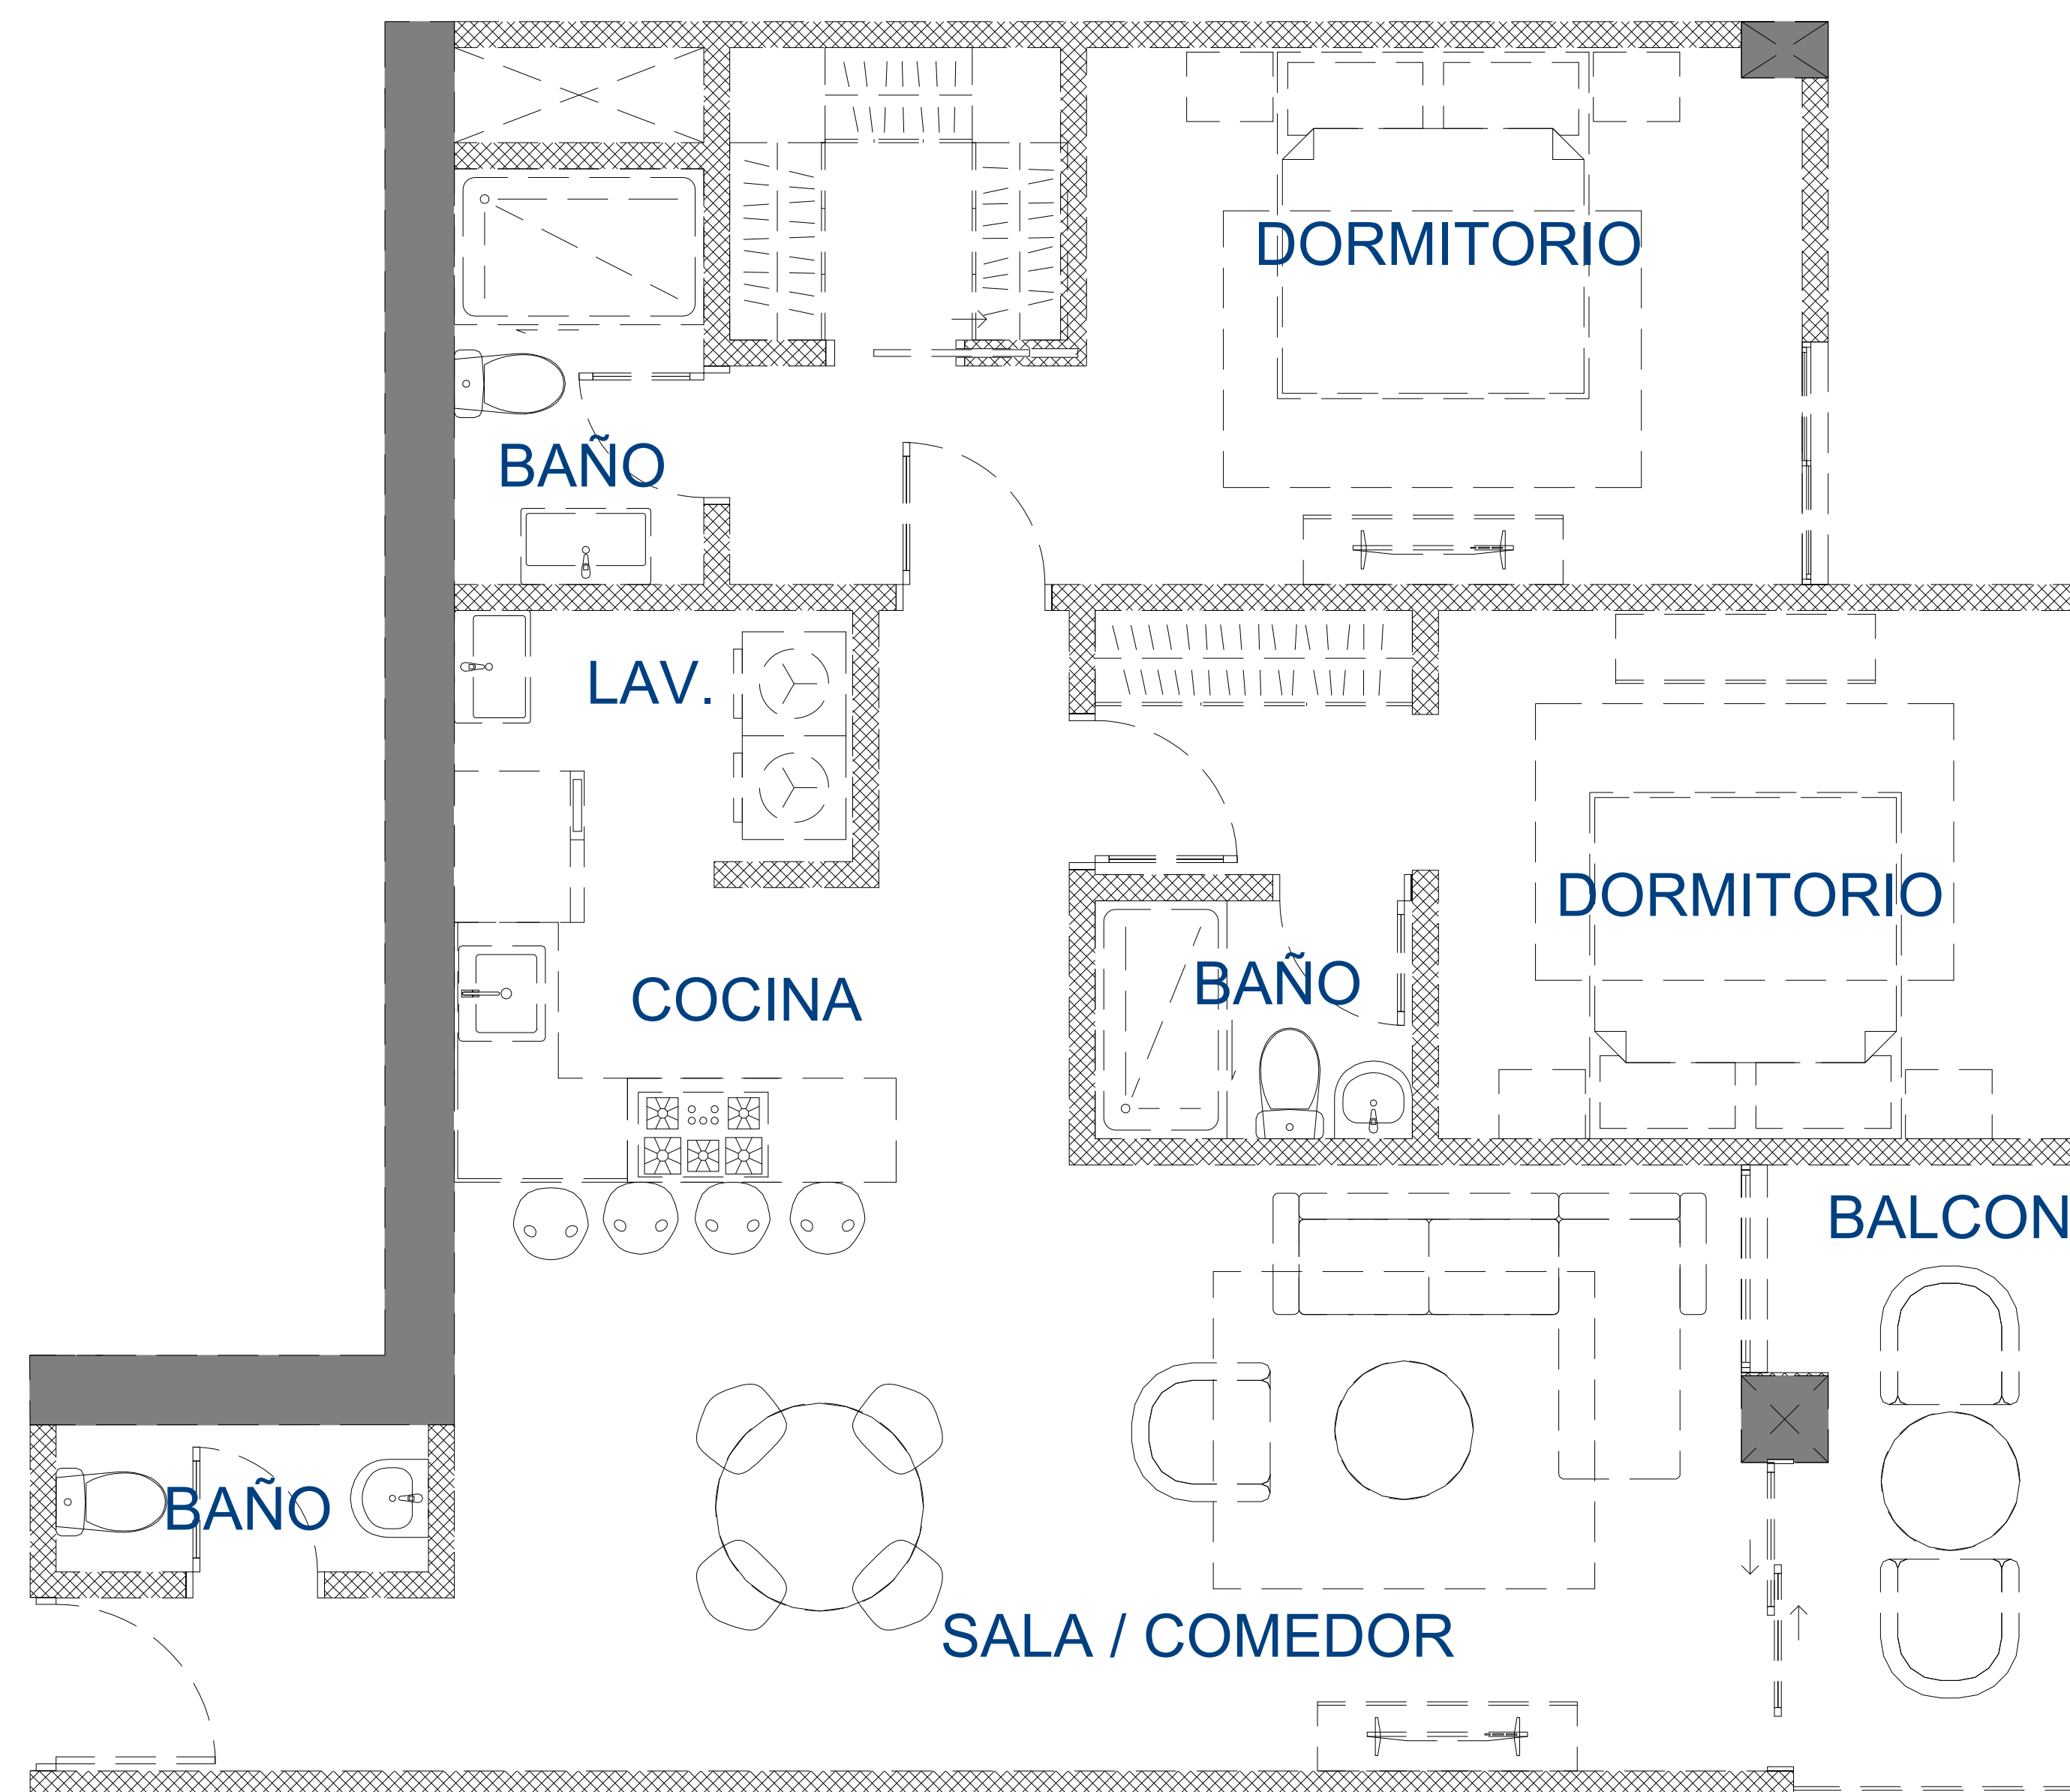 DORMITORIO
BAÑO
LAV.
DORMITORIO
BAÑO
COCINA
BALCON
BAÑO
SALA / COMEDOR